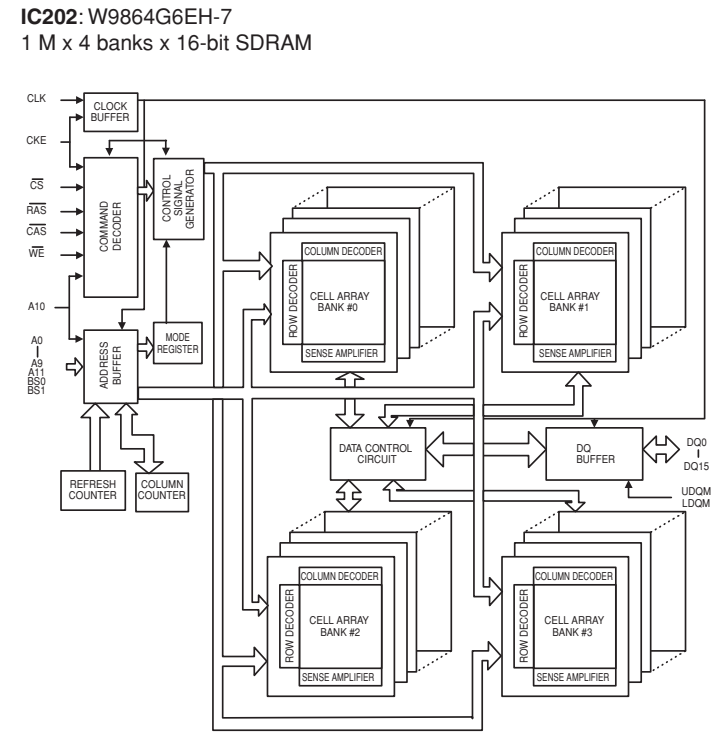 IC202: W9864G6EH-7
1 M x 4 banks x 16-bit SDRAM
CLK
CLOCK
BUFFER
CKE
C̅S̅
R̅A̅S̅
C̅A̅S̅
W̅E̅
COMMAND
DECODER
CONTROL
SIGNAL
GENERATOR
A10
A0
A9
A11
BS0
BS1
ADDRESS
BUFFER
MODE
REGISTER
REFRESH
COUNTER
COLUMN
COUNTER
COLUMN DECODER
ROW DECODER
CELL ARRAY
BANK #0
SENSE AMPLIFIER
COLUMN DECODER
ROW DECODER
CELL ARRAY
BANK #1
SENSE AMPLIFIER
DATA CONTROL
CIRCUIT
DQ
BUFFER
DQ0
DQ15
UDQM
LDQM
COLUMN DECODER
ROW DECODER
CELL ARRAY
BANK #2
SENSE AMPLIFIER
COLUMN DECODER
ROW DECODER
CELL ARRAY
BANK #3
SENSE AMPLIFIER